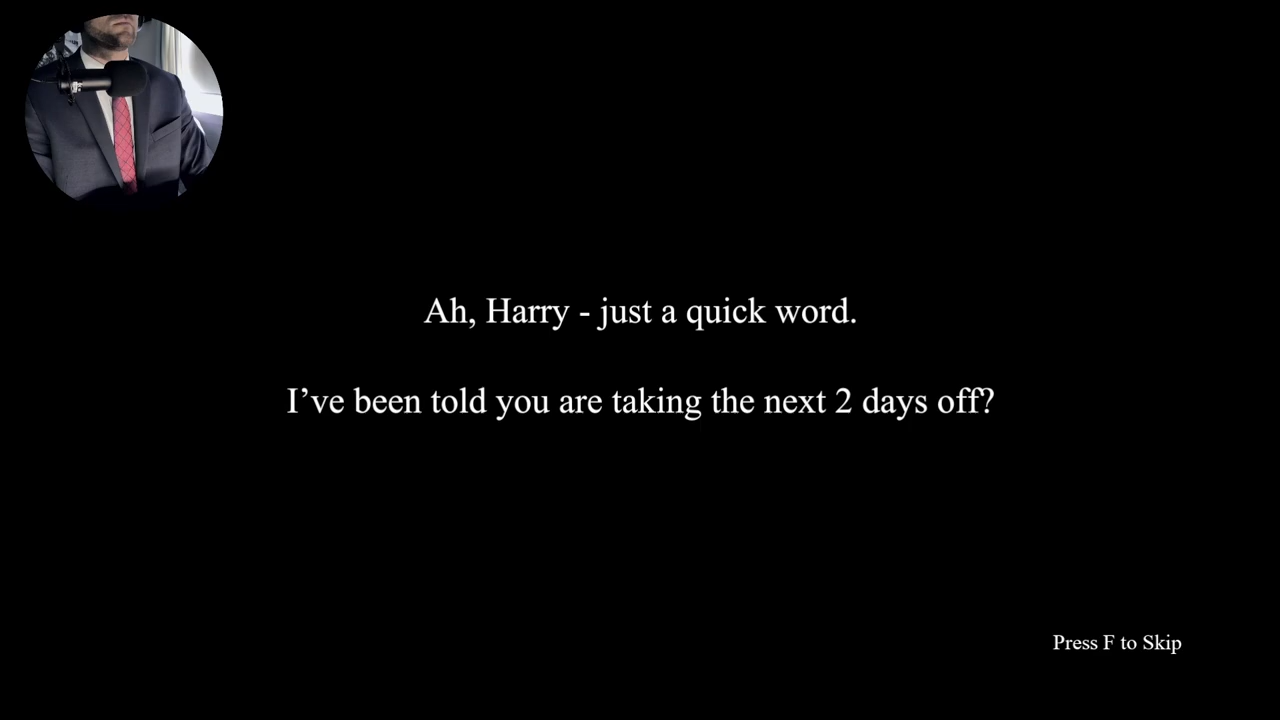 Ah, Harry - just a quick word.
I’ve been told you are taking the next 2 days off?
Press F to Skip